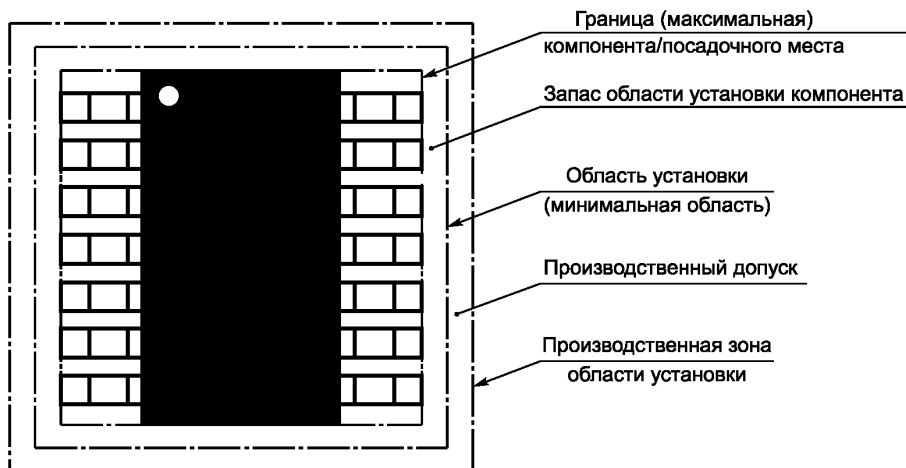 Граница (максимальная)
компонента/посадочного места
Запас области установки компонента
Область установки
(минимальная область)
Производственный допуск
Производственная зона
области установки